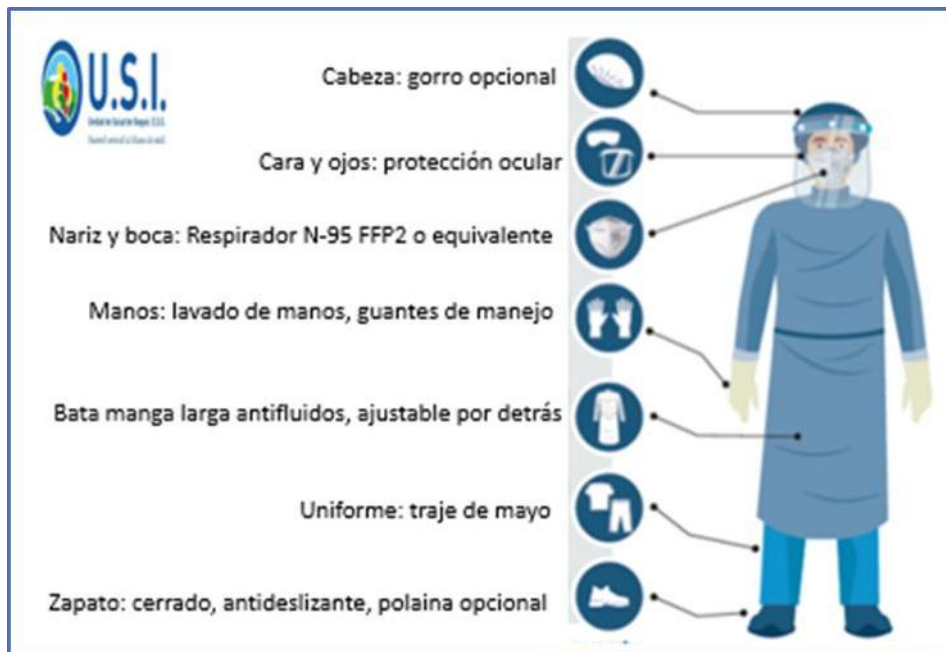 U.S.I.
Cabeza: gorro opcional
Cara y ojos: protección ocular
Nariz y boca: Respirador N-95 FFP2 o equivalente
Manos: lavado de manos, guantes de manejo
Bata manga larga antifluidos, ajustable por detrás
Uniforme: traje de mayo
Zapato: cerrado, antideslizante, polaina opcional